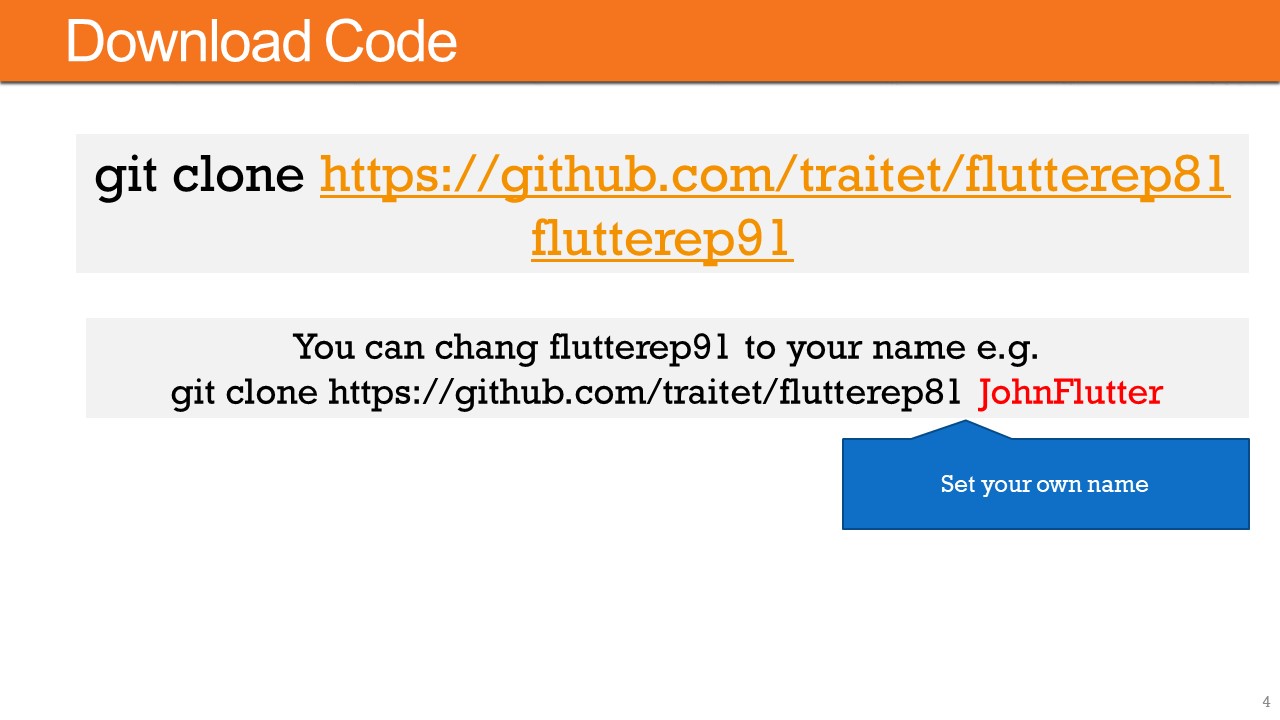 Download Code
git clone https://github.com/traitet/flutterep81
flutterep91
You can chang flutterep91 to your name e.g.
git clone https://github.com/traitet/flutterep81 JohnFlutter
Set your own name
4